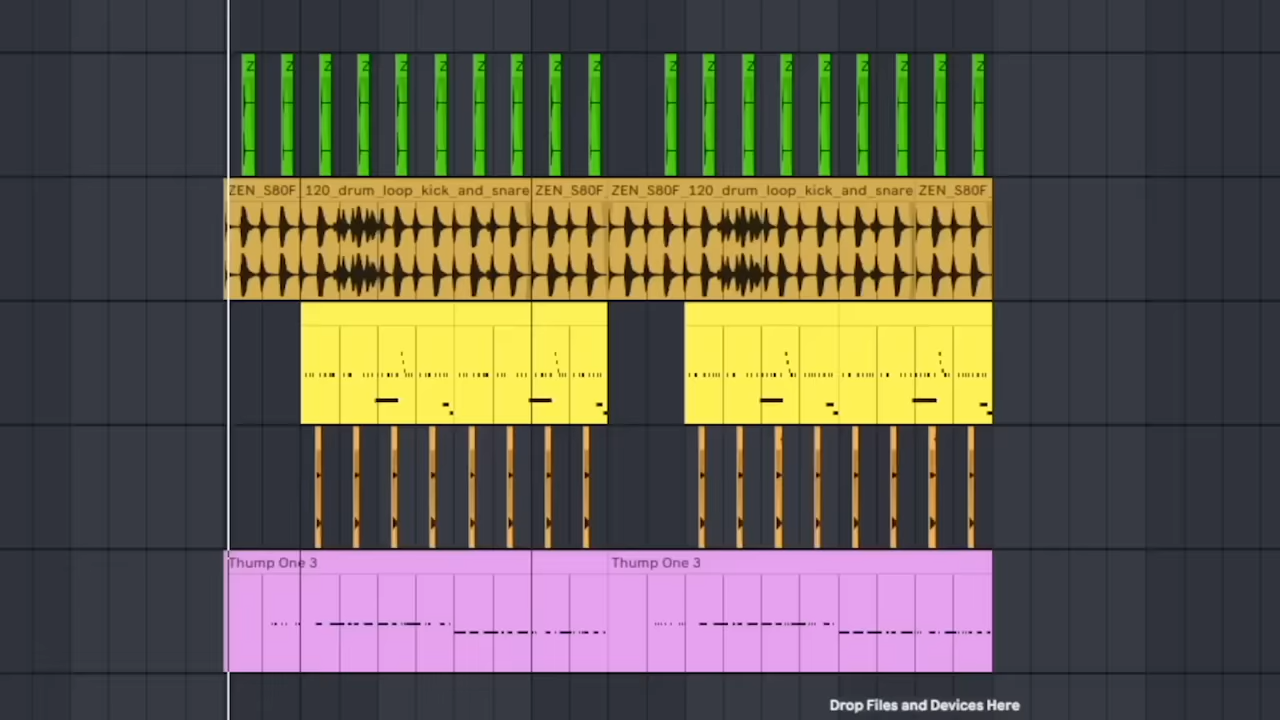 Z Z Z Z Z Z Z Z Z Z Z Z Z Z Z Z Z Z Z
ZEN_S80F 120_drum_loop_kick_and_snare ZEN_S80F ZEN_S80F 120_drum_loop_kick_and_snare ZEN_S80F
Thump One 3 Thump One 3
Drop Files and Devices Here